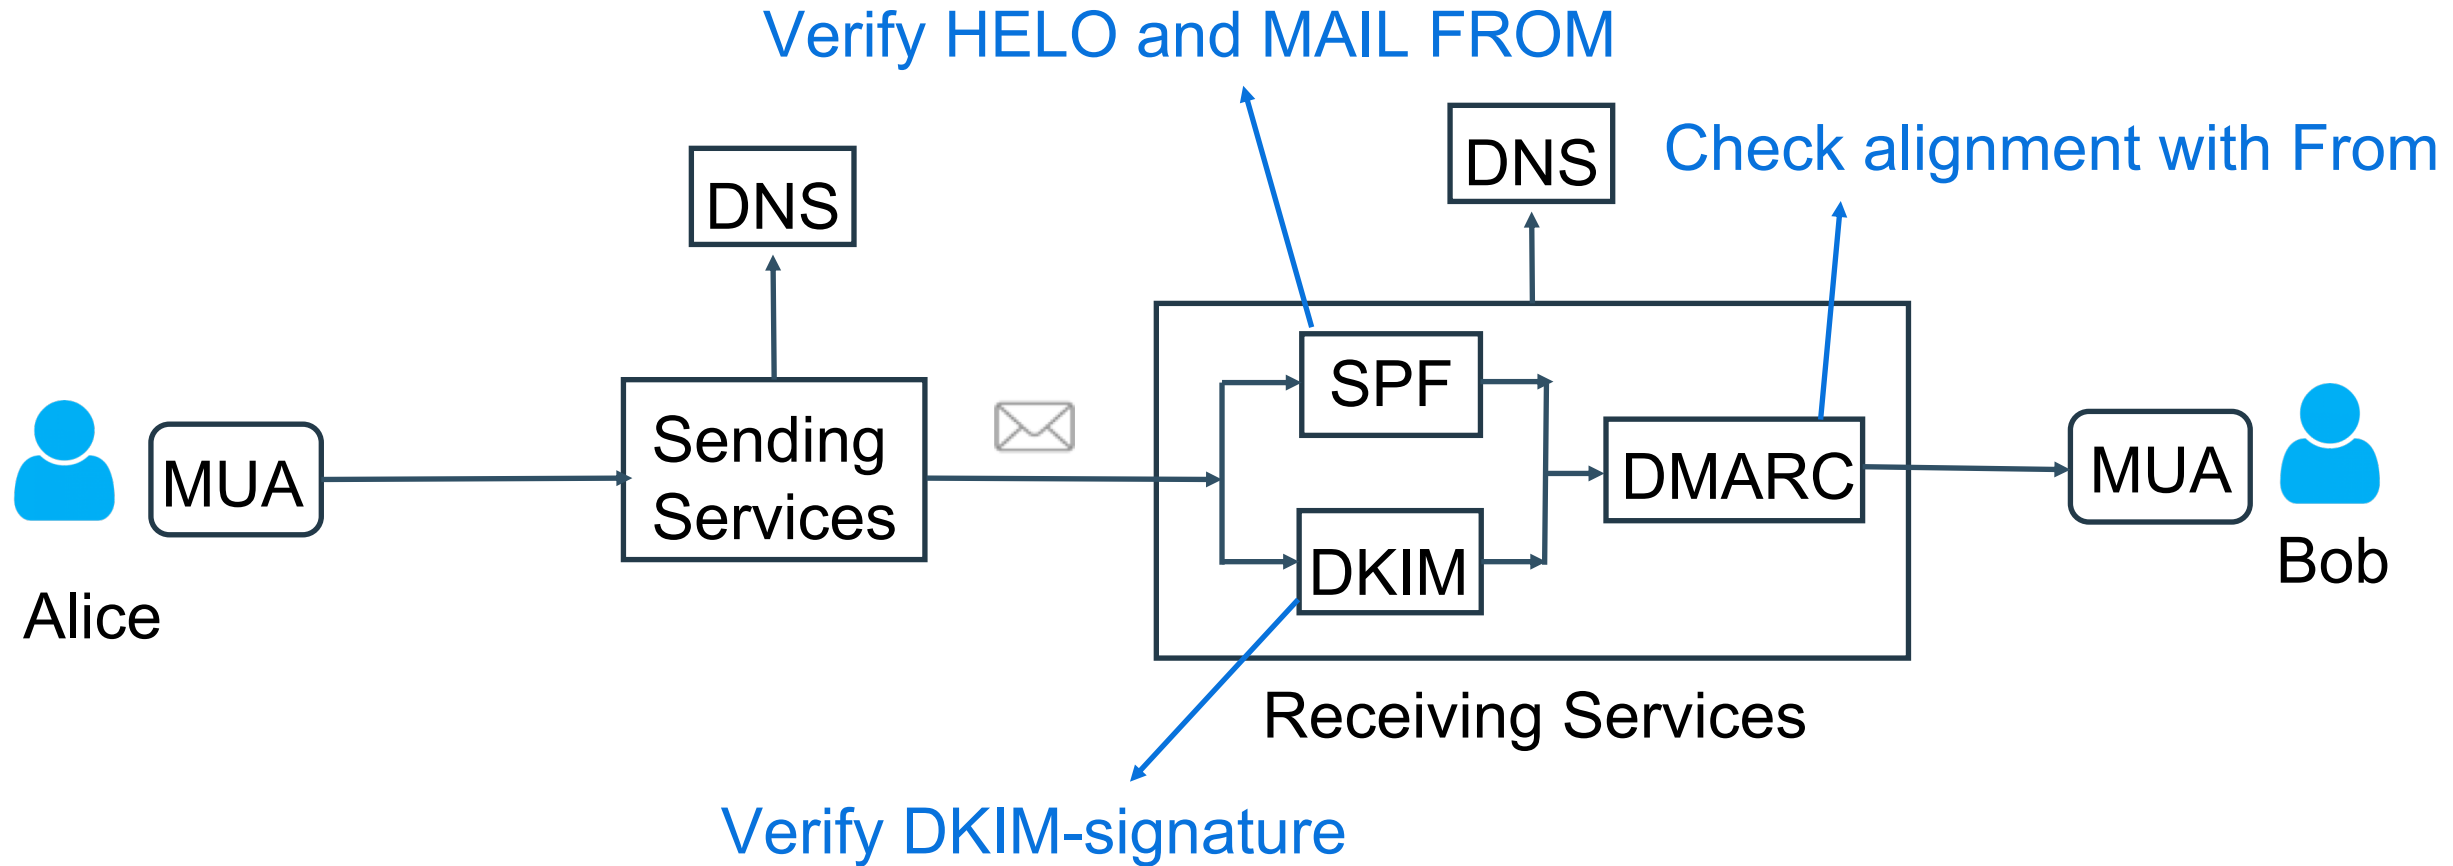 Verify HELO and MAIL FROM
DNS
Check alignment with From
DNS
SPF
Sending
Services
MUA
DMARC
MUA
DKIM
Alice
Bob
Receiving Services
Verify DKIM-signature